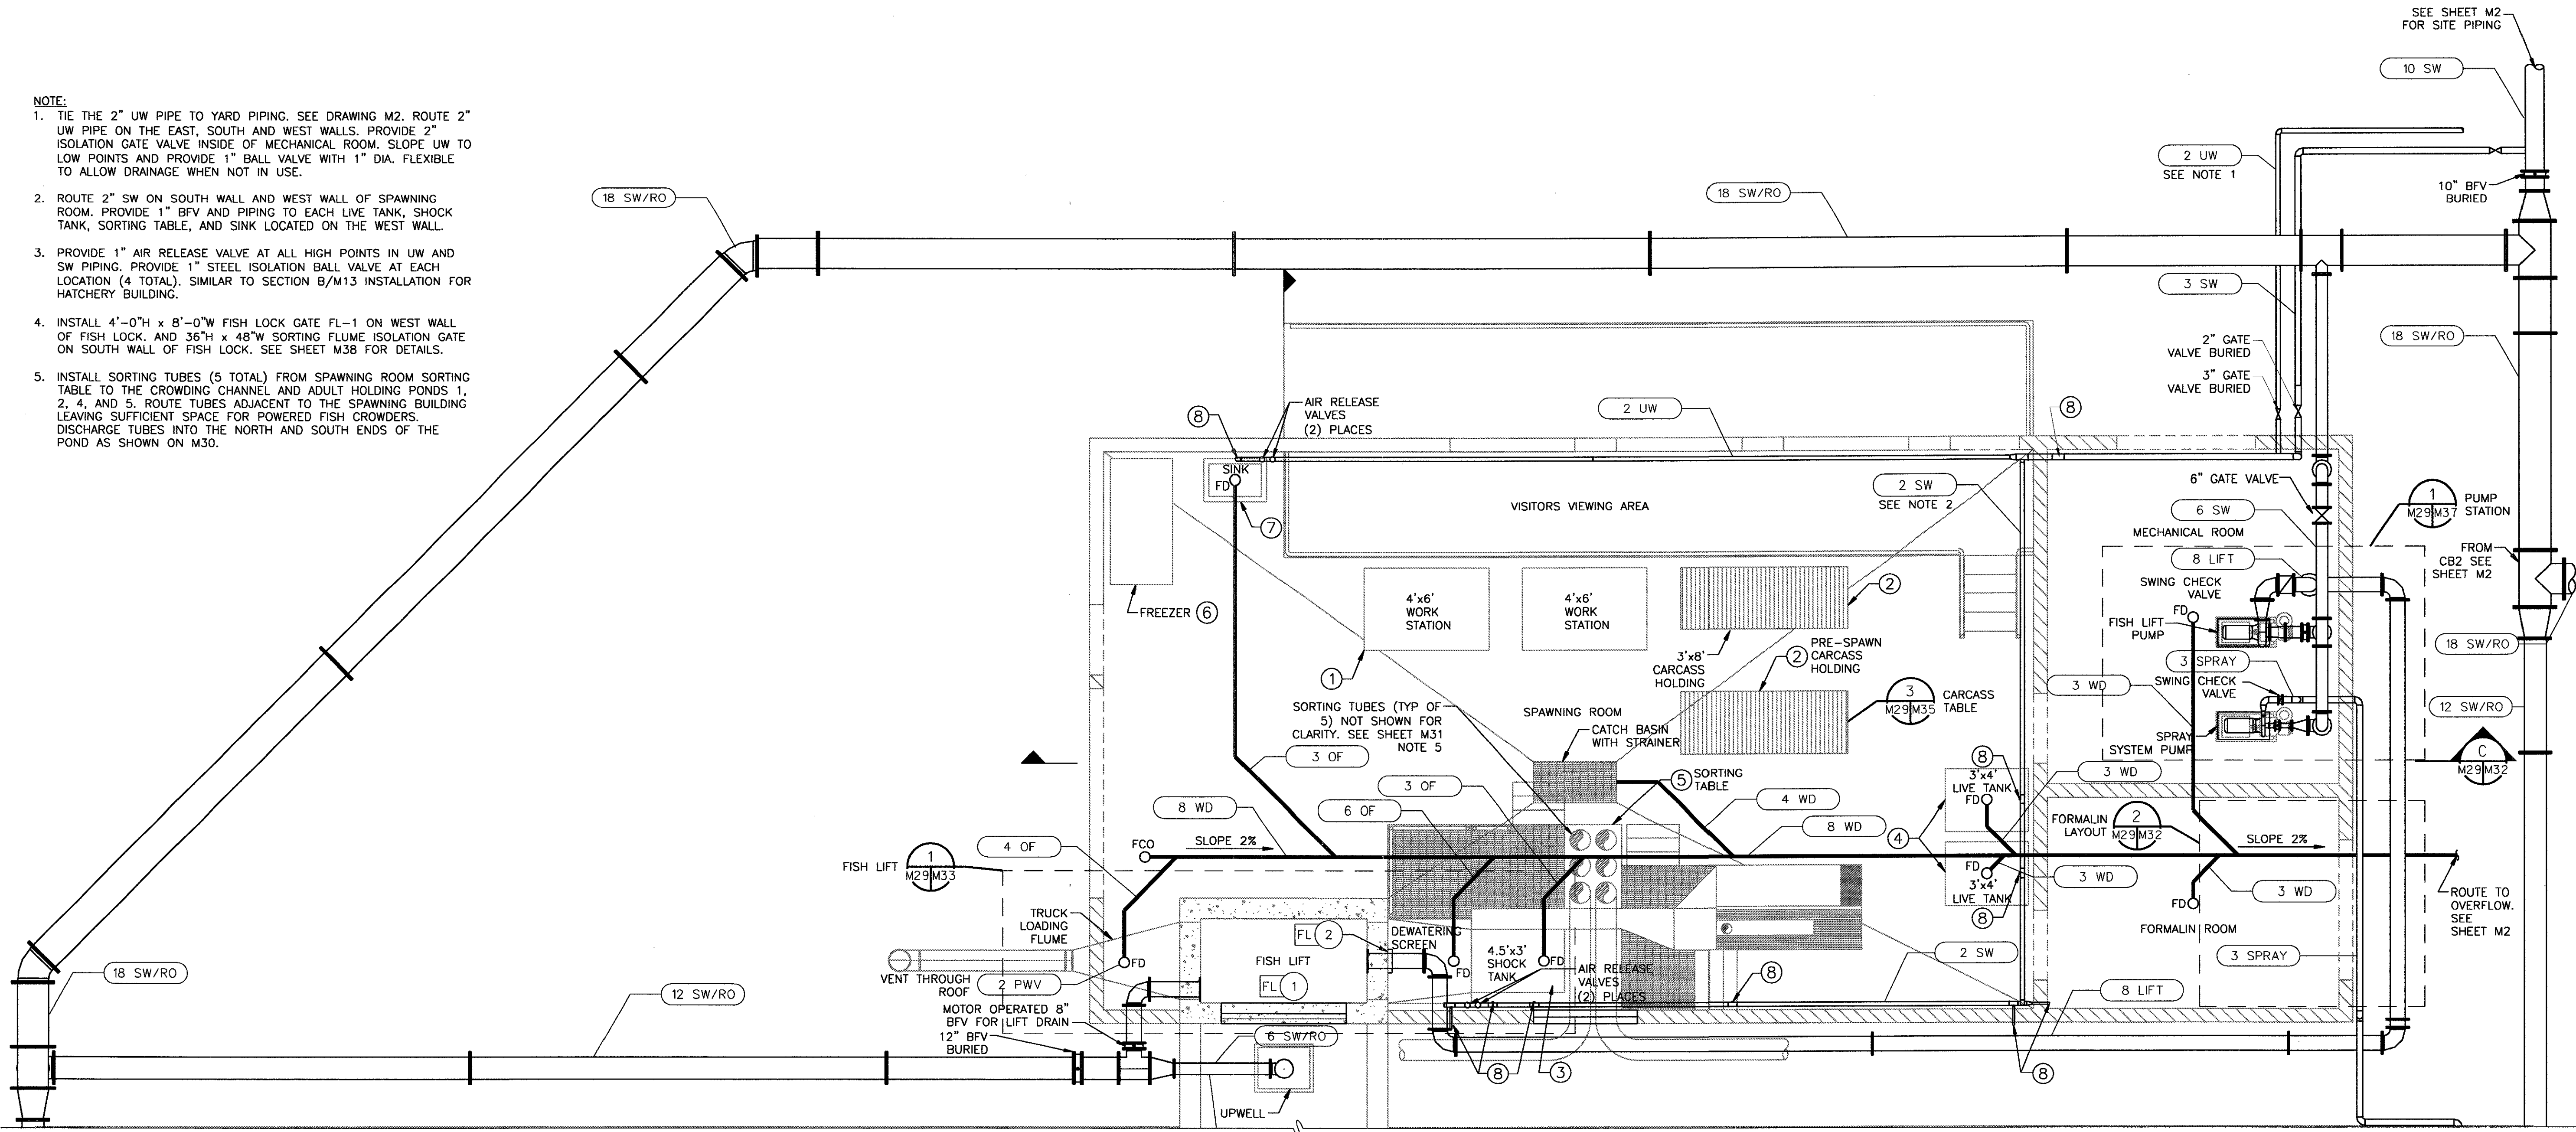 NOTE:
1. TIE THE 2" UW PIPE TO YARD PIPING. SEE DRAWING M2. ROUTE 2"
UW PIPE ON THE EAST, SOUTH AND WEST WALLS. PROVIDE 2"
ISOLATION GATE VALVE INSIDE OF MECHANICAL ROOM. SLOPE UW TO
LOW POINTS AND PROVIDE 1" BALL VALVE WITH 1" DIA. FLEXIBLE
TO ALLOW DRAINAGE WHEN NOT IN USE.
2. ROUTE 2" SW ON SOUTH WALL AND WEST WALL OF SPAWNING
ROOM. PROVIDE 1" BFV AND PIPING TO EACH LIVE TANK, SHOCK
TANK, SORTING TABLE, AND SINK LOCATED ON THE WEST WALL.
3. PROVIDE 1" AIR RELEASE VALVE AT ALL HIGH POINTS IN UW AND
SW PIPING. PROVIDE 1" STEEL ISOLATION BALL VALVE AT EACH
LOCATION (4 TOTAL). SIMILAR TO SECTION B/M13 INSTALLATION FOR
HATCHERY BUILDING.
4. INSTALL 4'-0"H x 8'-0"W FISH LOCK GATE FL-1 ON WEST WALL
OF FISH LOCK. AND 36"H x 48"W SORTING FLUME ISOLATION GATE
ON SOUTH WALL OF FISH LOCK. SEE SHEET M38 FOR DETAILS.
5. INSTALL SORTING TUBES (5 TOTAL) FROM SPAWNING ROOM SORTING
TABLE TO THE CROWDING CHANNEL AND ADULT HOLDING PONDS 1,
2, 4, AND 5. ROUTE TUBES ADJACENT TO THE SPAWNING BUILDING
LEAVING SUFFICIENT SPACE FOR POWERED FISH CROWDERS.
DISCHARGE TUBES INTO THE NORTH AND SOUTH ENDS OF THE
POND AS SHOWN ON M30.
SEE SHEET M2
FOR SITE PIPING
10 SW
2 UW
SEE NOTE 1
10" BFV
BURIED
18 SW/RO
18 SW/RO
3 SW
18 SW/RO
2" GATE
VALVE BURIED
3" GATE
VALVE BURIED
8
AIR RELEASE
VALVES
(2) PLACES
2 UW
8
SINK
FD
7
VISITORS VIEWING AREA
2 SW
SEE NOTE 2
6" GATE VALVE
6 SW
MECHANICAL ROOM
1
M29 M37
PUMP
STATION
8 LIFT
SWING CHECK
VALVE
FROM
CB2 SEE
SHEET M2
FREEZER 6
4'x6'
WORK
STATION
4'x6'
WORK
STATION
2
FD
FISH LIFT
PUMP
1
3'x8'
CARCASS
HOLDING
2
PRE-SPAWN
CARCASS
HOLDING
3 SPRAY
18 SW/RO
SWING CHECK
VALVE
3 WD
3
M29 M35
CARCASS
TABLE
12 SW/RO
SORTING TUBES (TYP OF
5) NOT SHOWN FOR
CLARITY. SEE SHEET M31
NOTE 5
SPAWNING ROOM
CATCH BASIN
WITH STRAINER
SPRAY
SYSTEM PUMP
3 OF
8
C
M29 M32
3 OF
5 SORTING
TABLE
3'x4'
LIVE TANK
FD
3 WD
8 WD
6 OF
4 WD
8 WD
4
FORMALIN
LAYOUT
2
M29 M32
4 OF
FCO
SLOPE 2%
SLOPE 2%
FISH LIFT
1
M29 M33
FD
3'x4'
LIVE TANK
3 WD
3 WD
FD
ROUTE TO
OVERFLOW.
SEE
SHEET M2
TRUCK
LOADING
FLUME
8
FORMALIN ROOM
FL 2
DEWATERING
SCREEN
FD
FISH LIFT
FD
4.5'x3'
SHOCK
TANK
FD
AIR RELEASE
VALVES
(2) PLACES
8
2 SW
3 SPRAY
18 SW/RO
VENT THROUGH
ROOF
2 PWV
FL 1
8 LIFT
12 SW/RO
MOTOR OPERATED 8"
BFV FOR LIFT DRAIN
12" BFV
BURIED
6 SW/RO
8
3
8
UPWELL